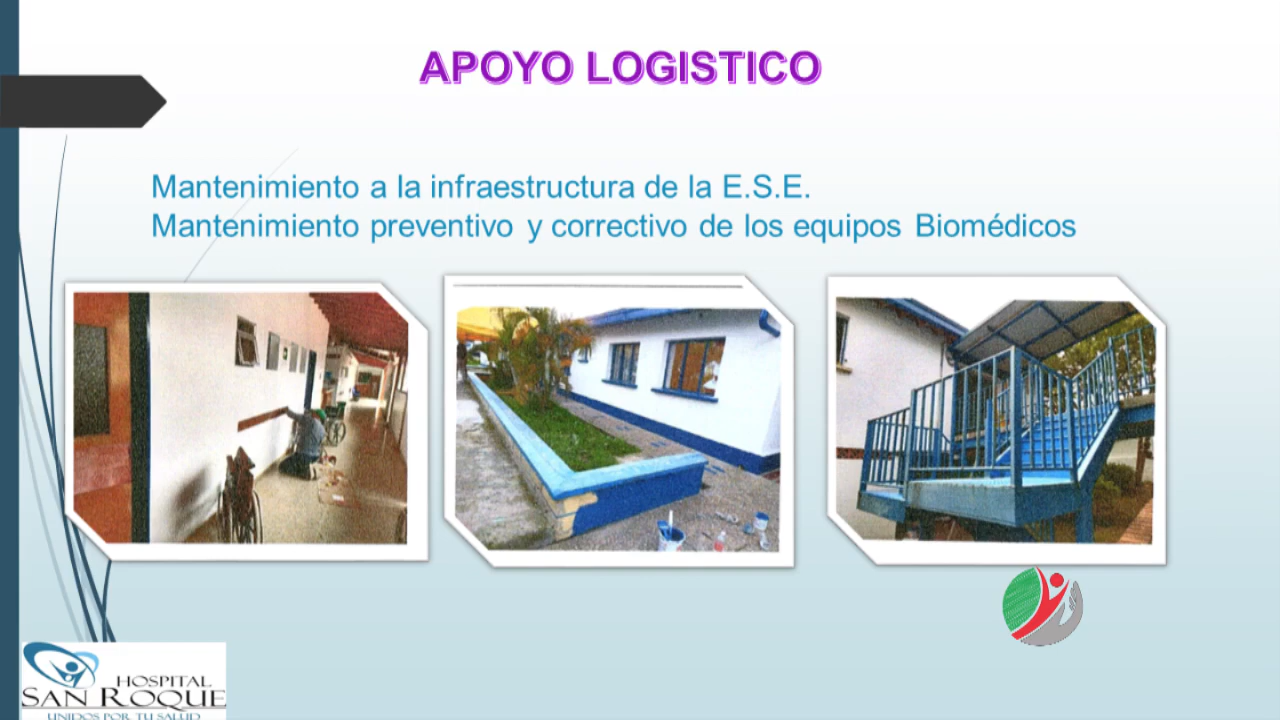 APOYO LOGISTICO
Mantenimiento a la infraestructura de la E.S.E.
Mantenimiento preventivo y correctivo de los equipos Biomédicos
HOSPITAL
SAN ROQUE
UNIDOS POR TU SALUD